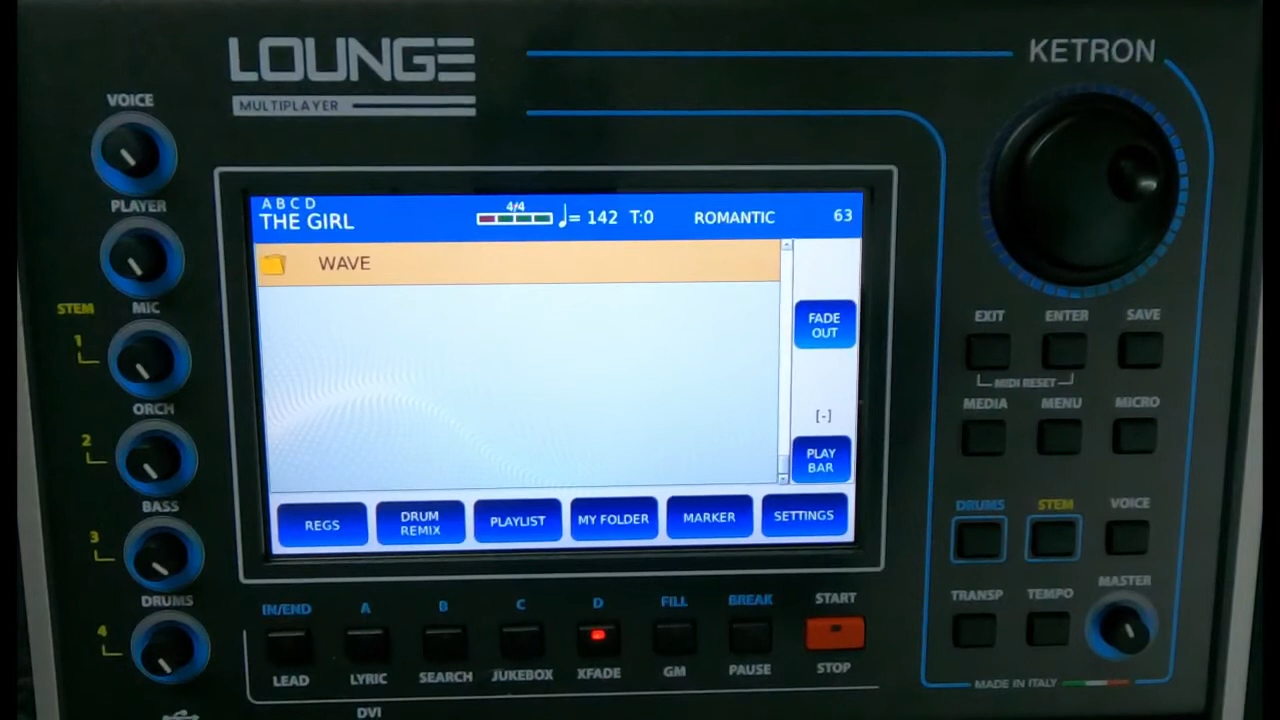 LOUNGE
KETRON
MULTIPLAYER
VOICE
PLAYER
STEM
MIC
1
ORCH
2
BASS
3
DRUMS
4
A B C D
THE GIRL
4/4
= 142 T:0
ROMANTIC
63
WAVE
FADE
OUT
[-]
PLAY
BAR
REGS
DRUM
REMIX
PLAYLIST
MY FOLDER
MARKER
SETTINGS
EXIT
ENTER
SAVE
MIDI RESET
MEDIA
MENU
MICRO
DRUMS
STEM
VOICE
TRANSP
TEMPO
MASTER
IN/END
A
B
C
D
FILL
BREAK
START
LEAD
LYRIC
SEARCH
JUKEBOX
XFADE
GM
PAUSE
STOP
MADE IN ITALY
DVI